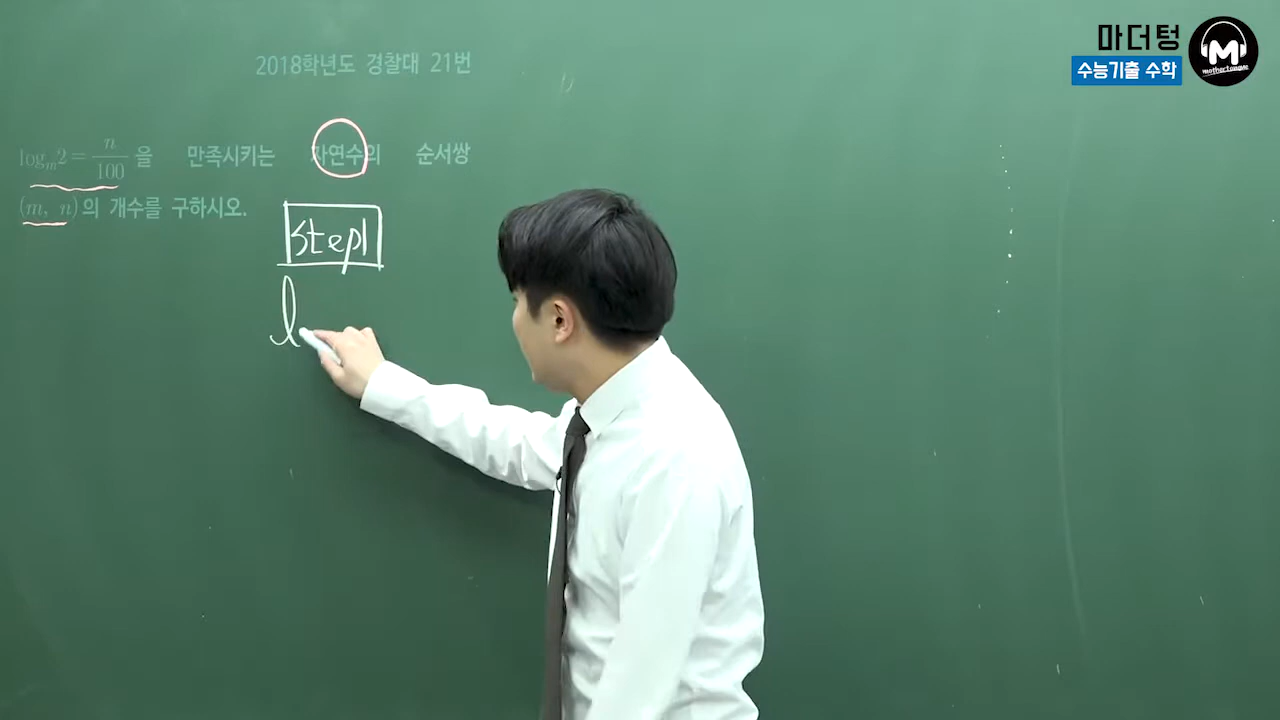 마더텅
수능기출 수학
M
mothertongue
2018학년도 경찰대 21번
log_m 2 = n/100 을 만족시키는 자연수의 순서쌍
(m, n)의 개수를 구하시오.
Step1
l